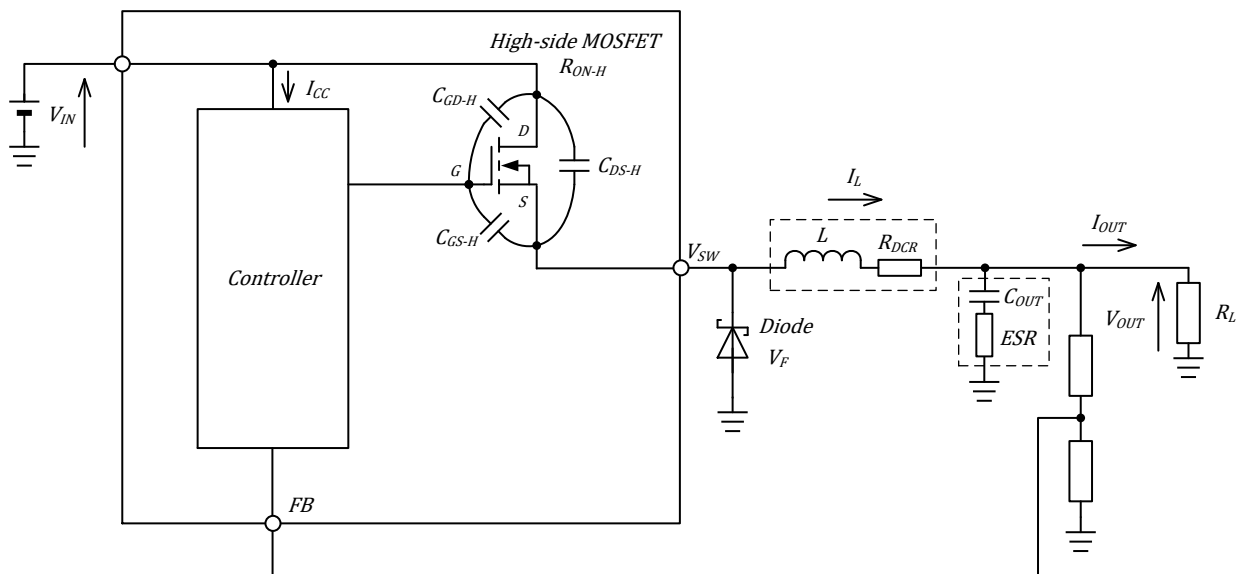 High-side MOSFET
R_ON-H
I_CC
C_GD-H
V_IN
D
G
C_DS-H
S
C_GS-H
I_L
I_OUT
V_SW
L
R_DCR
Controller
C_OUT
Diode
ESR
V_OUT
R_L
V_F
FB